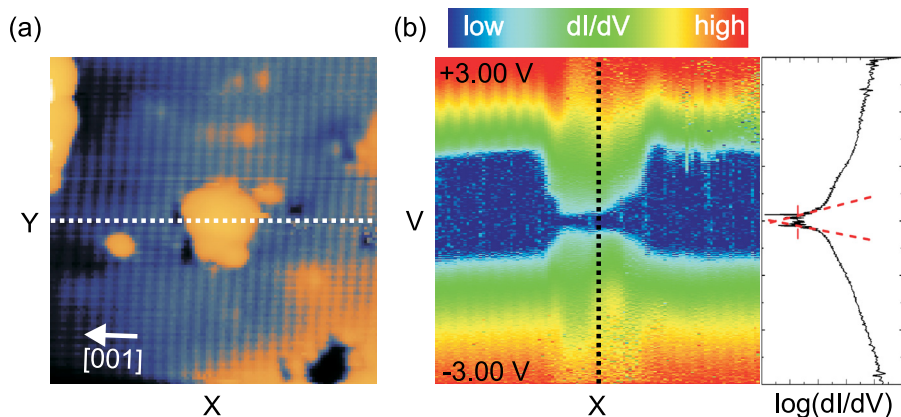 (a)
Y
[001]
X
(b)
low dI/dV high
+3.00 V
V
-3.00 V
X
log(dI/dV)